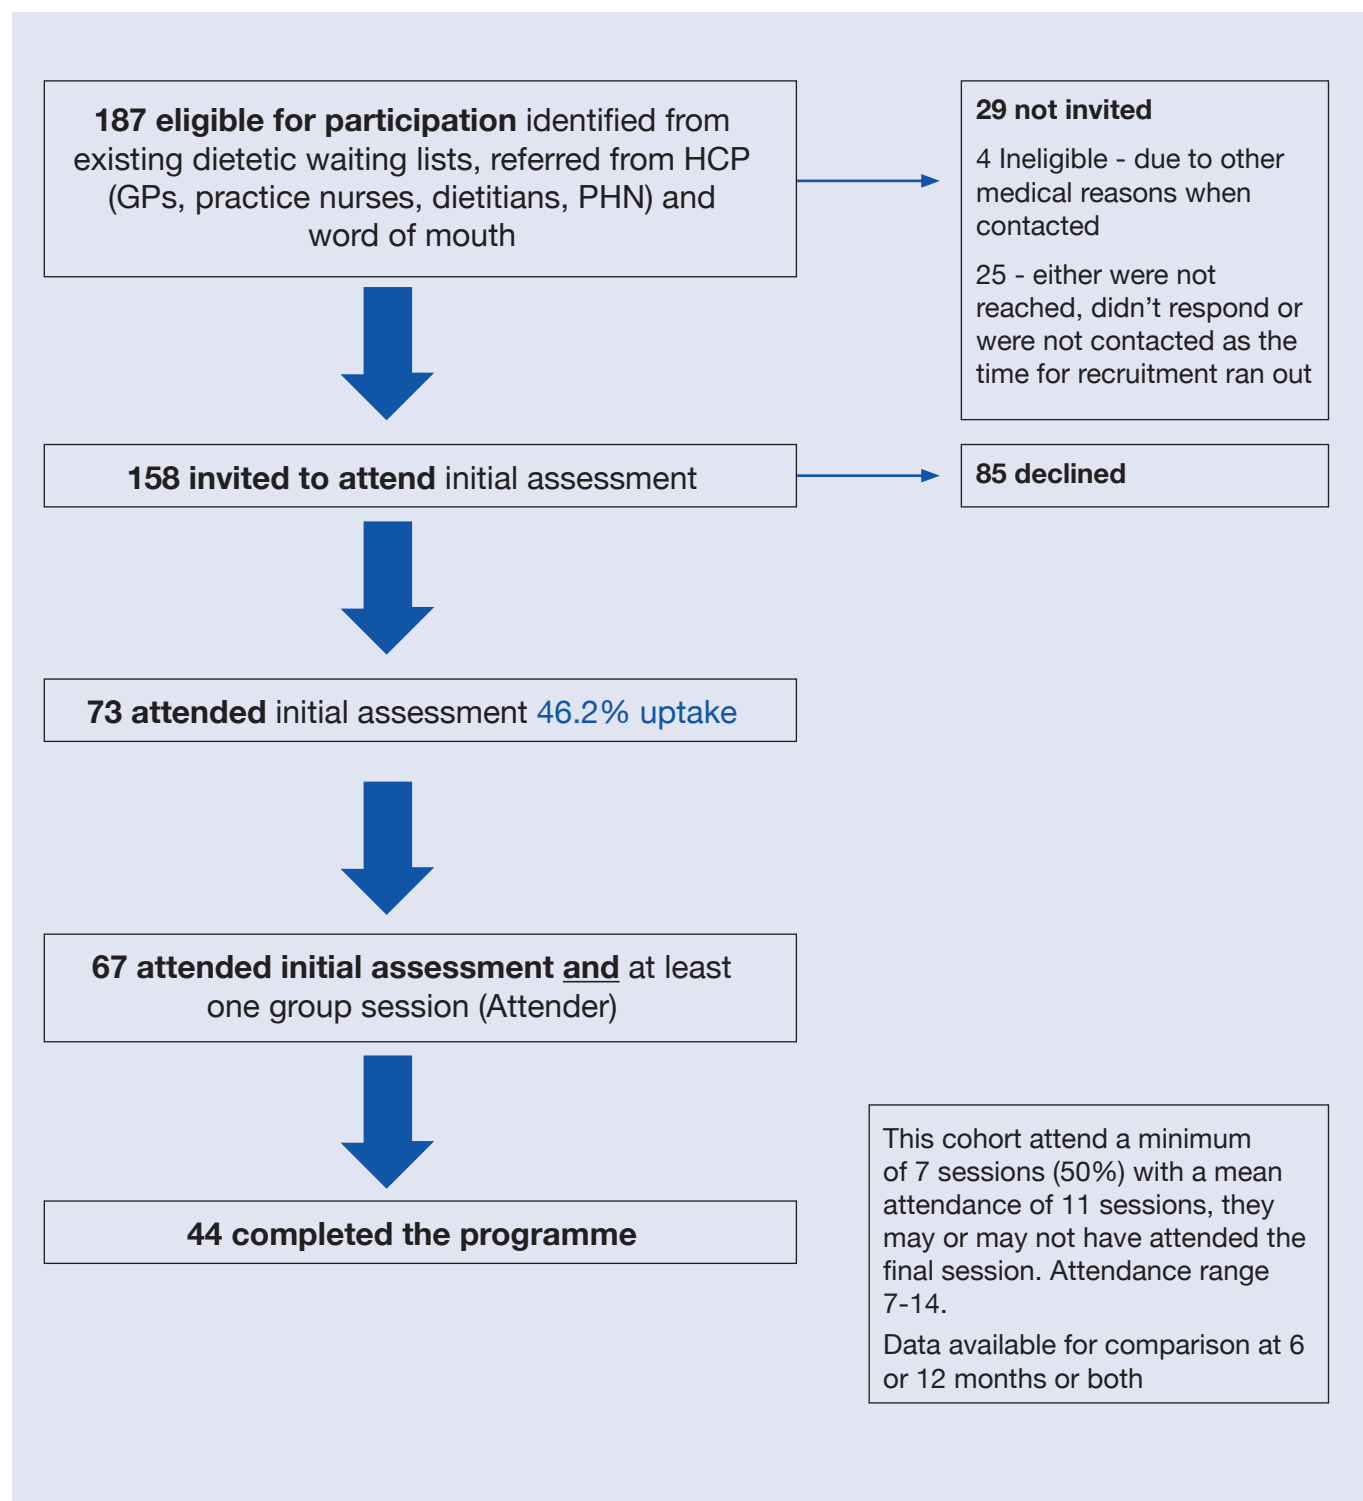 187 eligible for participation identified from
existing dietetic waiting lists, referred from HCP
(GPs, practice nurses, dietitians, PHN) and
word of mouth
29 not invited
4 Ineligible - due to other
medical reasons when
contacted
25 - either were not
reached, didn’t respond or
were not contacted as the
time for recruitment ran out
158 invited to attend initial assessment
85 declined
73 attended initial assessment 46.2% uptake
67 attended initial assessment and at least
one group session (Attender)
44 completed the programme
This cohort attend a minimum
of 7 sessions (50%) with a mean
attendance of 11 sessions, they
may or may not have attended the
final session. Attendance range
7-14.
Data available for comparison at 6
or 12 months or both